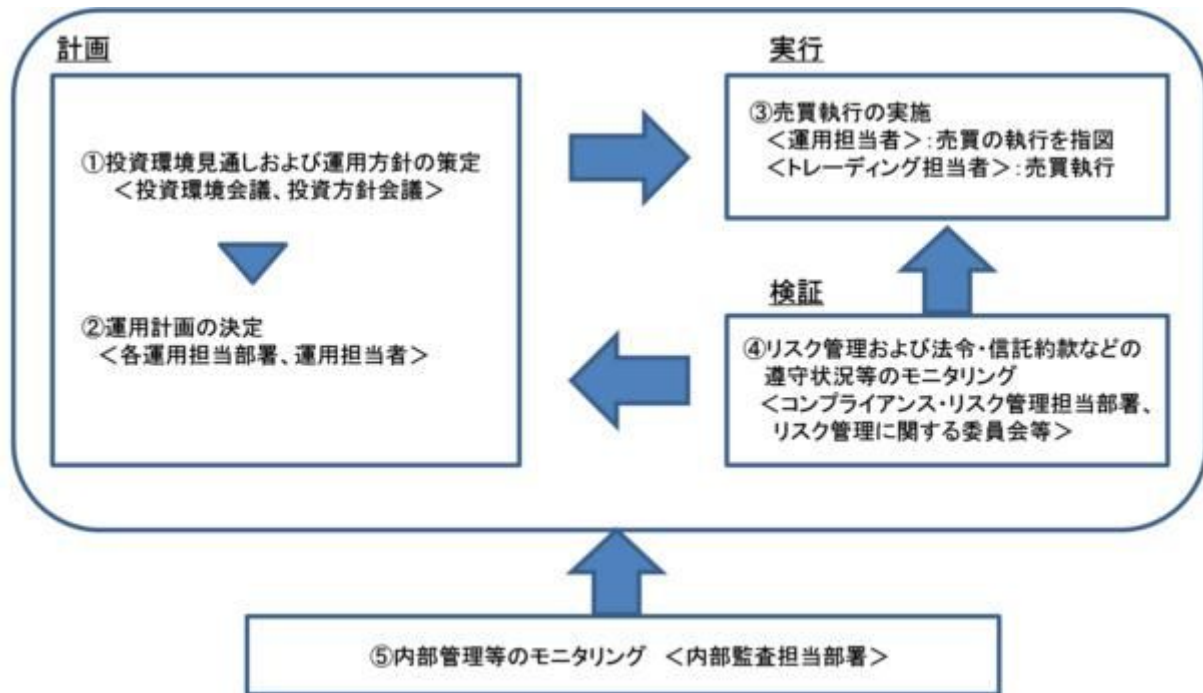 計画
①投資環境見通しおよび運用方針の策定
＜投資環境会議、投資方針会議＞
②運用計画の決定
＜各運用担当部署、運用担当者＞
実行
③売買執行の実施
＜運用担当者＞:売買の執行を指図
＜トレーディング担当者＞:売買執行
検証
④リスク管理および法令・信託約款などの
遵守状況等のモニタリング
＜コンプライアンス・リスク管理担当部署、
リスク管理に関する委員会等＞
⑤内部管理等のモニタリング ＜内部監査担当部署＞